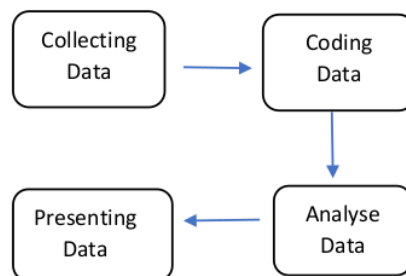 Collecting
Data
Coding
Data
Presenting
Data
Analyse
Data